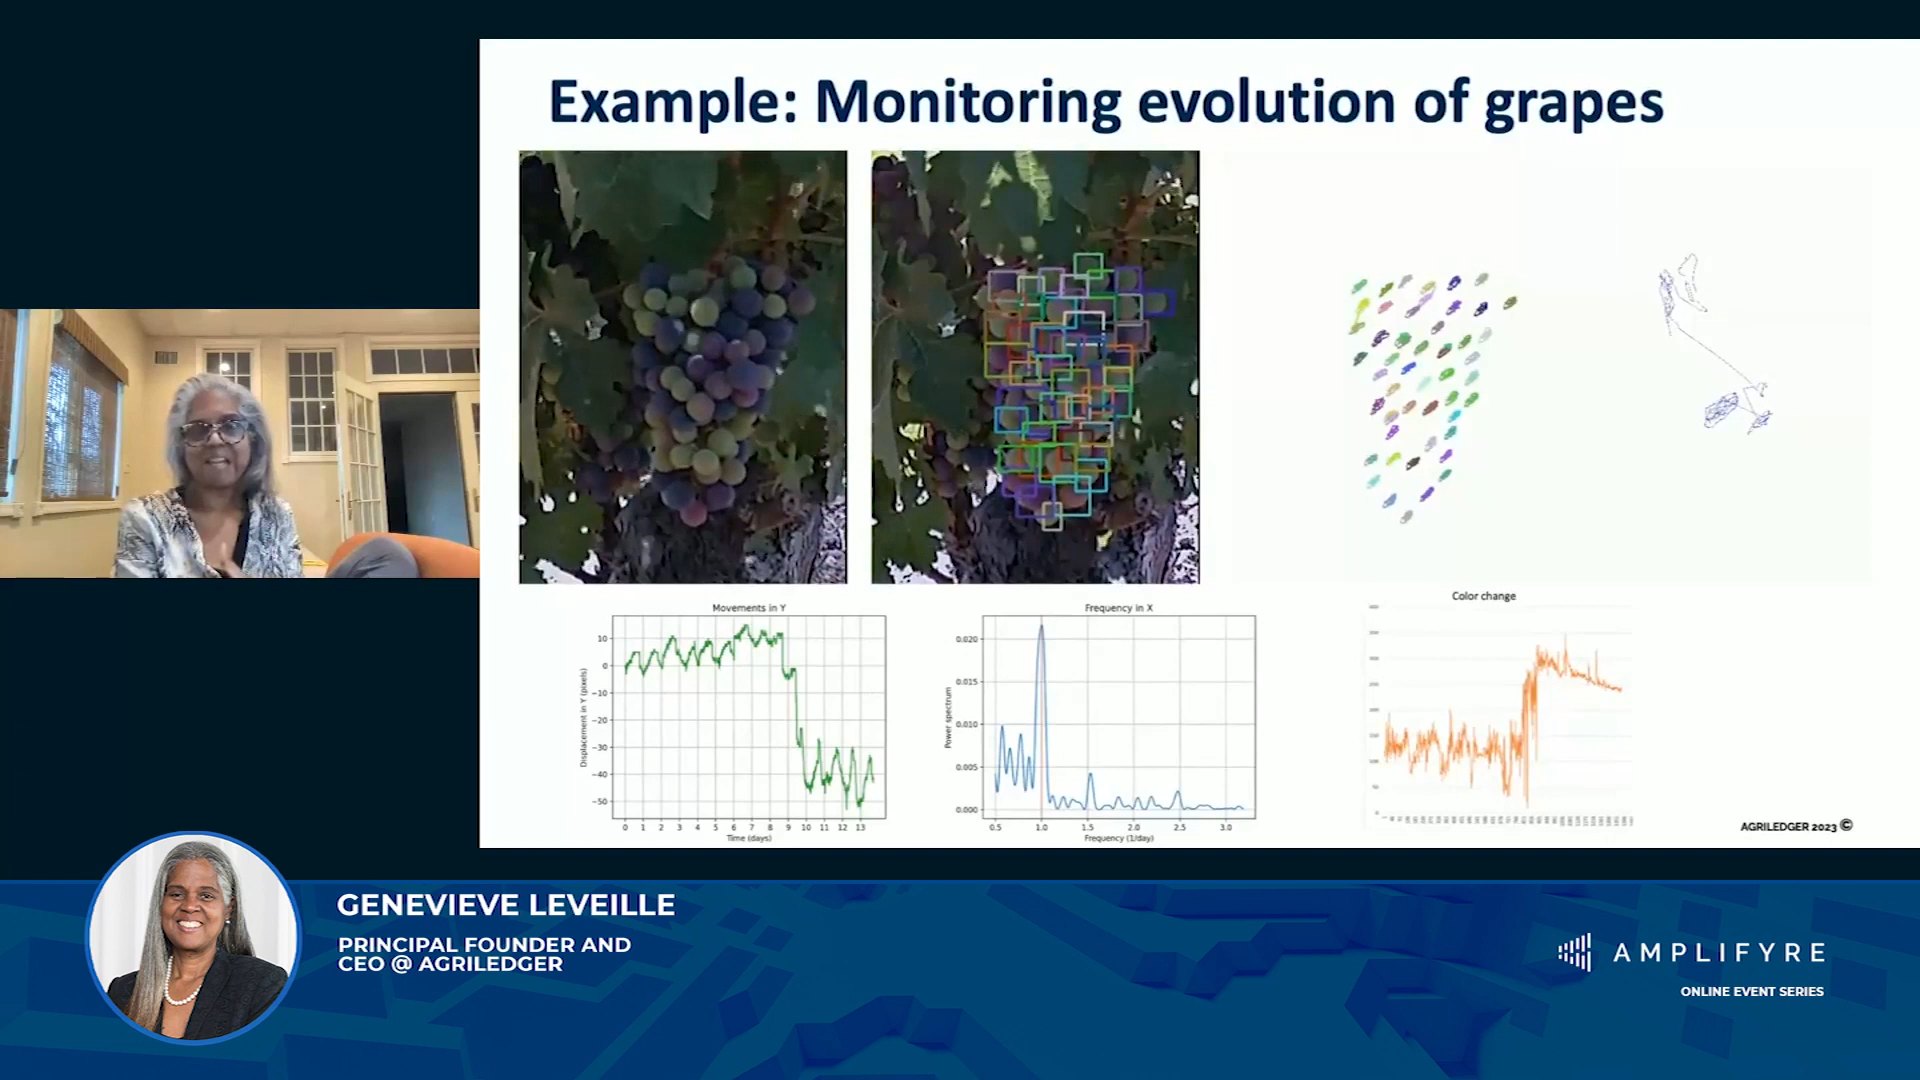 Example: Monitoring evolution of grapes
Movements in Y
10
0
−10
−20
−30
−40
−50
Displacement in Y (pixels)
0 1 2 3 4 5 6 7 8 9 10 11 12 13
Time (days)
Frequency in X
0.020
0.015
0.010
0.005
0.000
Power spectrum
0.5 1.0 1.5 2.0 2.5 3.0
Frequency (1/day)
Color change
AGRILEDGER 2023 ©
GENEVIEVE LEVEILLE
PRINCIPAL FOUNDER AND
CEO @ AGRILEDGER
AMPLIFYRE
ONLINE EVENT SERIES